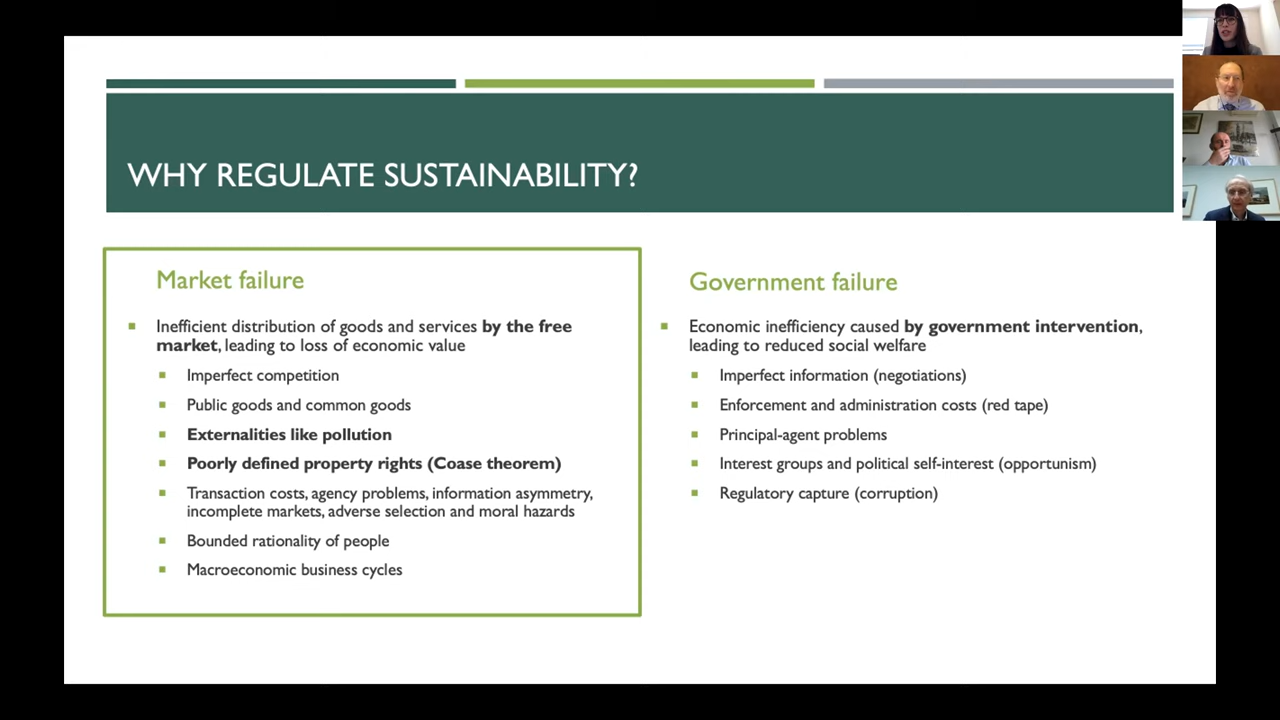 WHY REGULATE SUSTAINABILITY?
Market failure
Inefficient distribution of goods and services by the free
market, leading to loss of economic value
Imperfect competition
Public goods and common goods
Externalities like pollution
Poorly defined property rights (Coase theorem)
Transaction costs, agency problems, information asymmetry,
incomplete markets, adverse selection and moral hazards
Bounded rationality of people
Macroeconomic business cycles
Government failure
Economic inefficiency caused by government intervention,
leading to reduced social welfare
Imperfect information (negotiations)
Enforcement and administration costs (red tape)
Principal-agent problems
Interest groups and political self-interest (opportunism)
Regulatory capture (corruption)